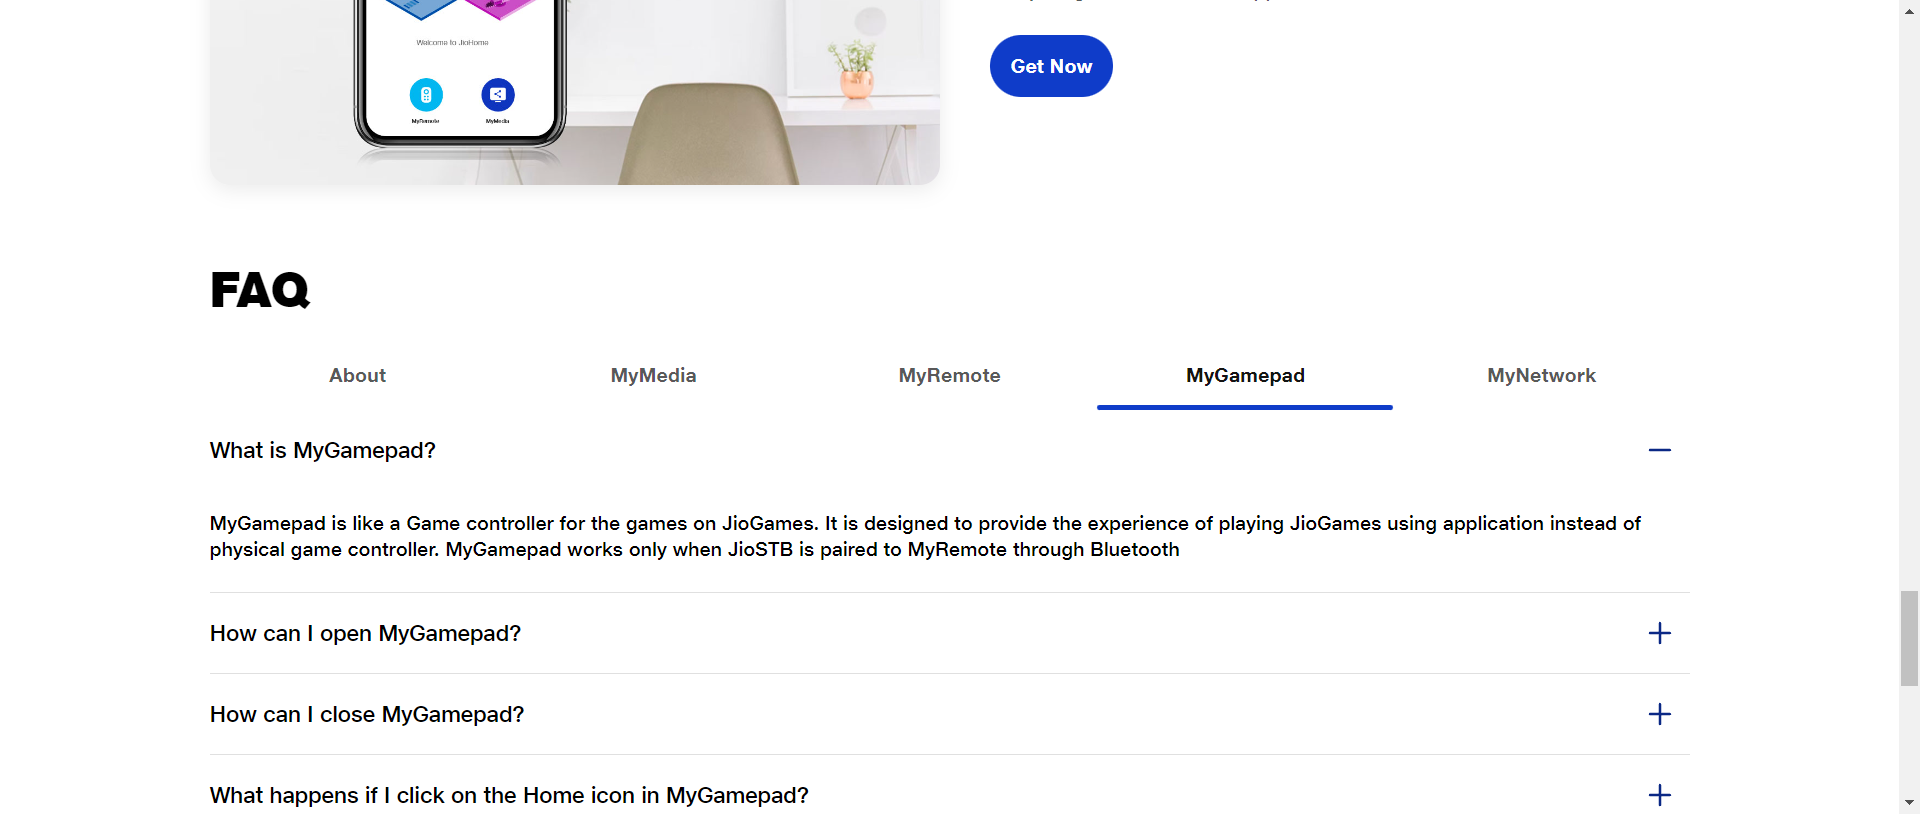 Get Now
Welcome to JioHome
MyRemote
MyMedia
FAQ
About
MyMedia
MyRemote
MyGamepad
MyNetwork
What is MyGamepad?
MyGamepad is like a Game controller for the games on JioGames. It is designed to provide the experience of playing JioGames using application instead of
physical game controller. MyGamepad works only when JioSTB is paired to MyRemote through Bluetooth
How can I open MyGamepad?
How can I close MyGamepad?
What happens if I click on the Home icon in MyGamepad?